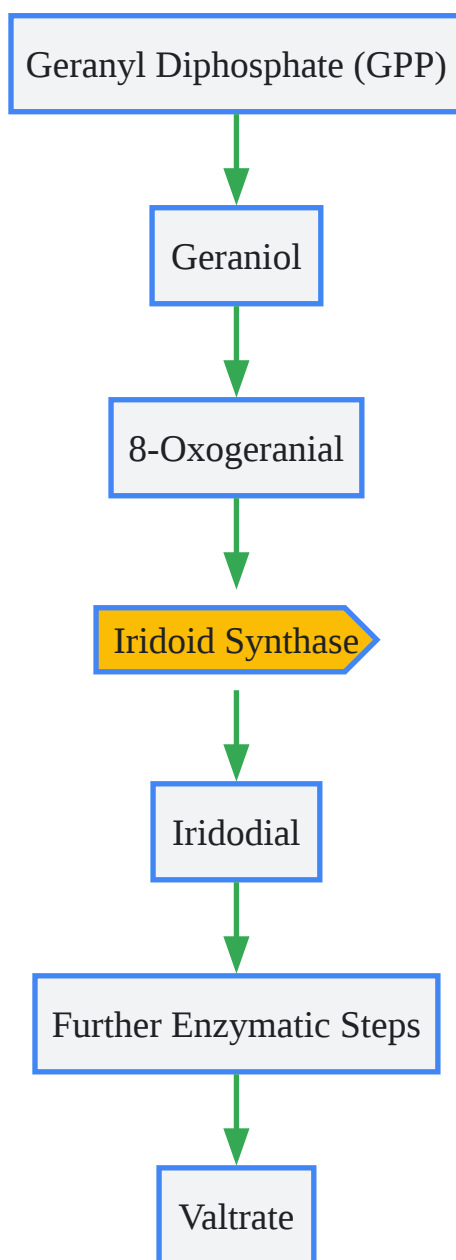 Geranyl Diphosphate (GPP)
Geraniol
8-Oxogeranial
Iridoid Synthase
Iridodial
Further Enzymatic Steps
Valtrate